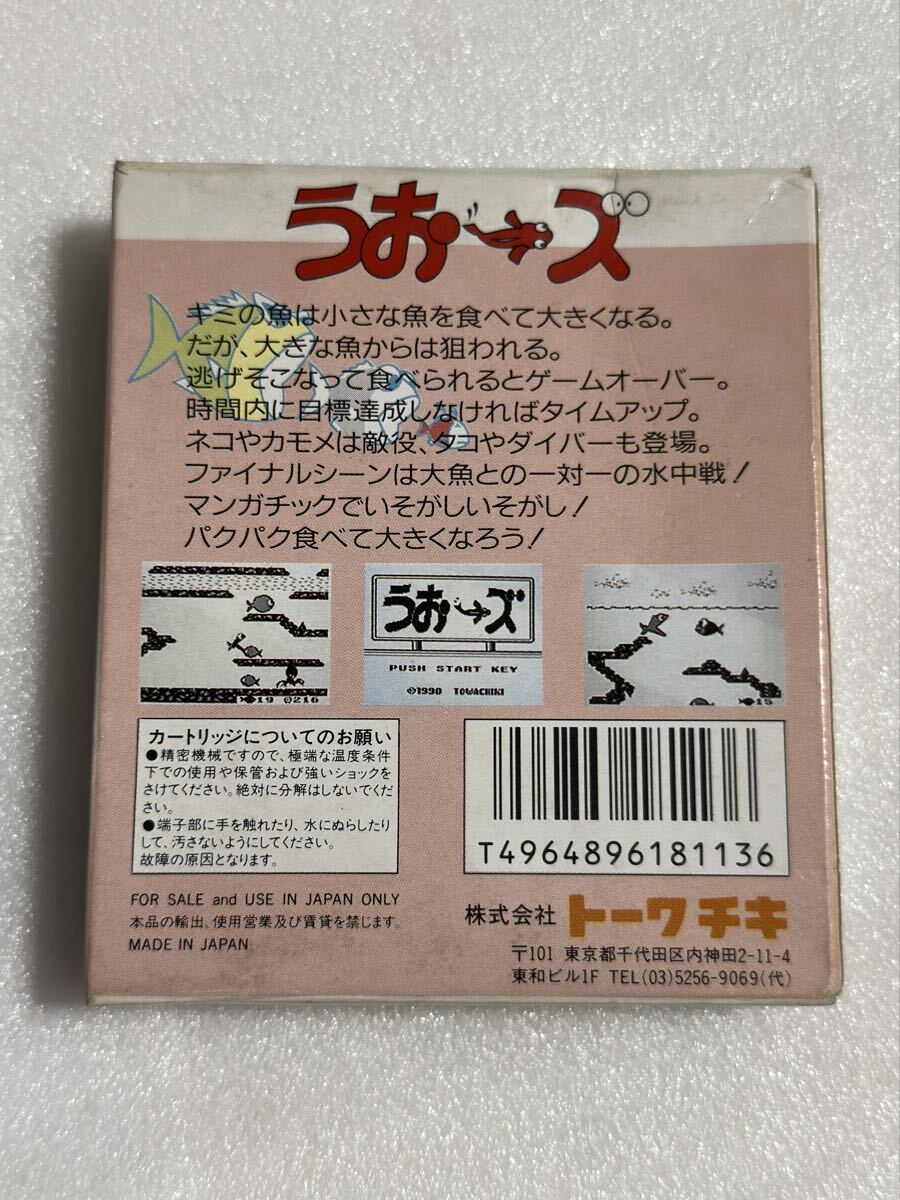 うおーズ
キミの魚は小さな魚を食べて大きくなる。
だが、大きな魚からは狙われる。
逃げそこなって食べられるとゲームオーバー。
時間内に目標達成しなければタイムアップ。
ネコやカモメは敵役、タコやダイバーも登場。
ファイナルシーンは大魚との一対一の水中戦!
マンガチックでいそがしいそがし!
パクパク食べて大きくなろう!
×19 0216
うおーズ
PUSH START KEY
©1990 TOWACHIKI
×15
カートリッジについてのお願い
●精密機械ですので、極端な温度条件
下での使用や保管および強いショックを
さけてください。絶対に分解はしないでくだ
さい。
●端子部に手を触れたり、水にぬらしたり
して、汚さないようにしてください。
故障の原因となります。
T4964896181136
FOR SALE and USE IN JAPAN ONLY
本品の輸出、使用営業及び賃貸を禁じます。
MADE IN JAPAN
株式会社 トーワチキ
〒101 東京都千代田区内神田2-11-4
東和ビル1F TEL(03)5256-9069(代)